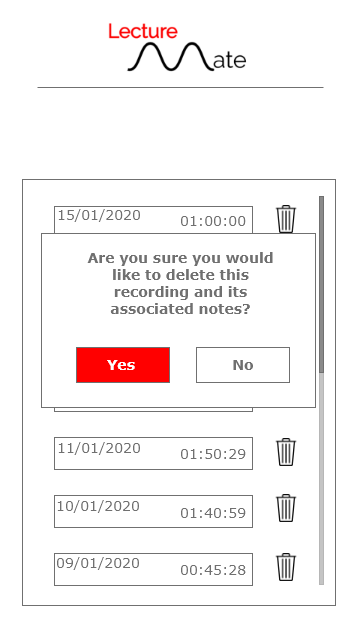 Lecture
Mate
15/01/2020 01:00:00
Are you sure you would
like to delete this
recording and its
associated notes?
Yes No
11/01/2020 01:50:29
10/01/2020 01:40:59
09/01/2020 00:45:28